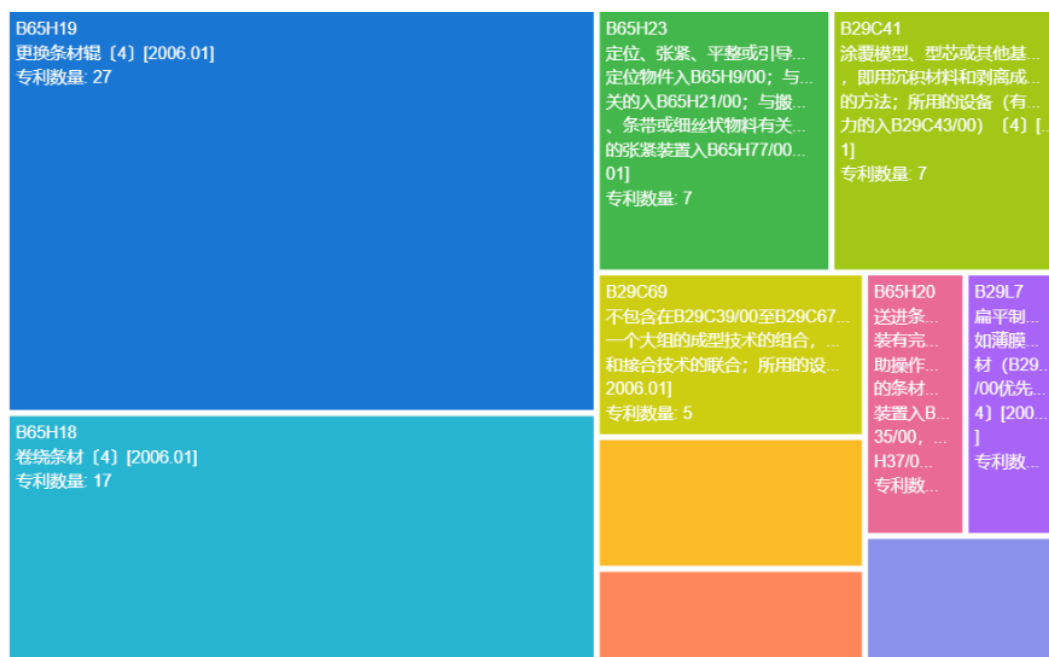 B65H19
更换条材辊〔4〕[2006.01]
专利数量: 27
B65H18
卷绕条材〔4〕[2006.01]
专利数量: 17
B65H23
定位、张紧、平整或引导...
定位物件入B65H9/00；与...
关的入B65H21/00；与搬...
、条带或细丝状物料有关...
的张紧装置入B65H77/00...
01]
专利数量: 7
B29C41
涂覆模型、型芯或其他基...
，即用沉积材料和剥离成...
的方法；所用的设备（有...
力的入B29C43/00）〔4〕[...
1]
专利数量: 7
B29C69
不包含在B29C39/00至B29C67...
一个大组的成型技术的组合，...
和接合技术的联合；所用的设...
2006.01]
专利数量: 5
B65H20
送进条...
装有完...
助操作...
的条材...
装置入B...
35/00，...
H37/0...
专利数...
B29L7
扁平制...
如薄膜...
材（B29...
/00优先...
4〕[200...
]
专利数...